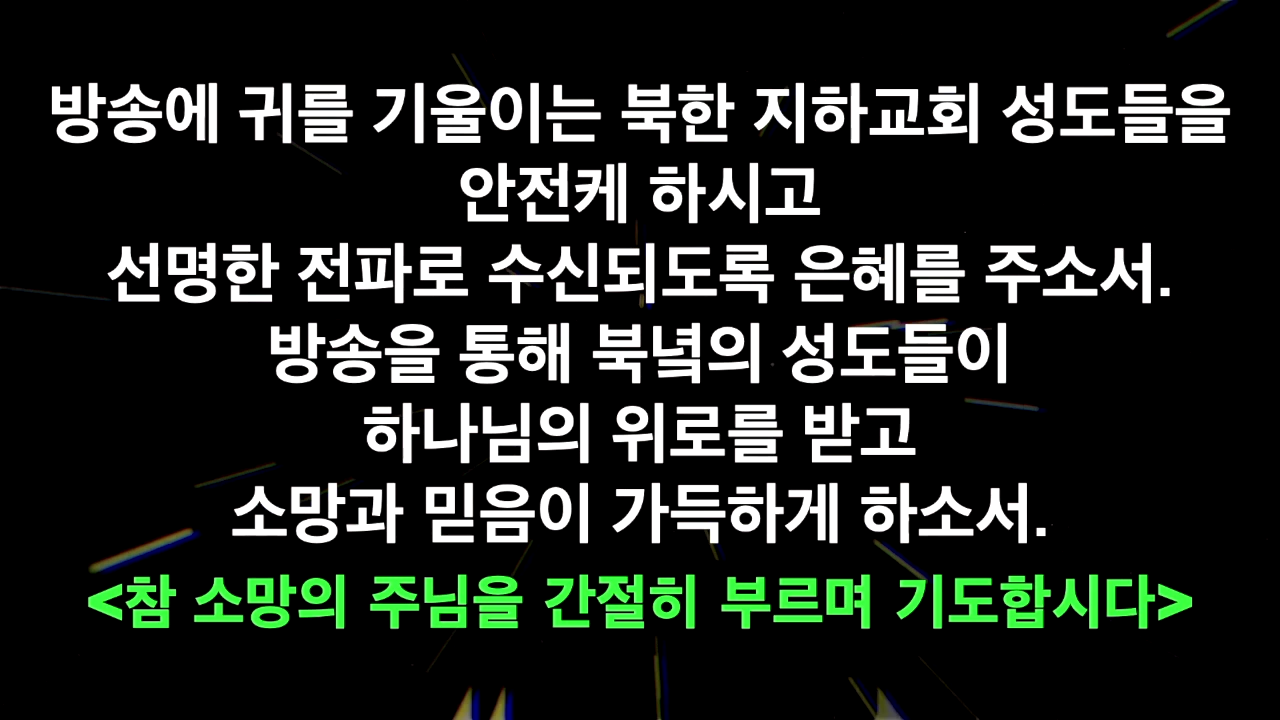 방송에 귀를 기울이는 북한 지하교회 성도들을
안전케 하시고
선명한 전파로 수신되도록 은혜를 주소서.
방송을 통해 북녘의 성도들이
하나님의 위로를 받고
소망과 믿음이 가득하게 하소서.
<참 소망의 주님을 간절히 부르며 기도합시다>